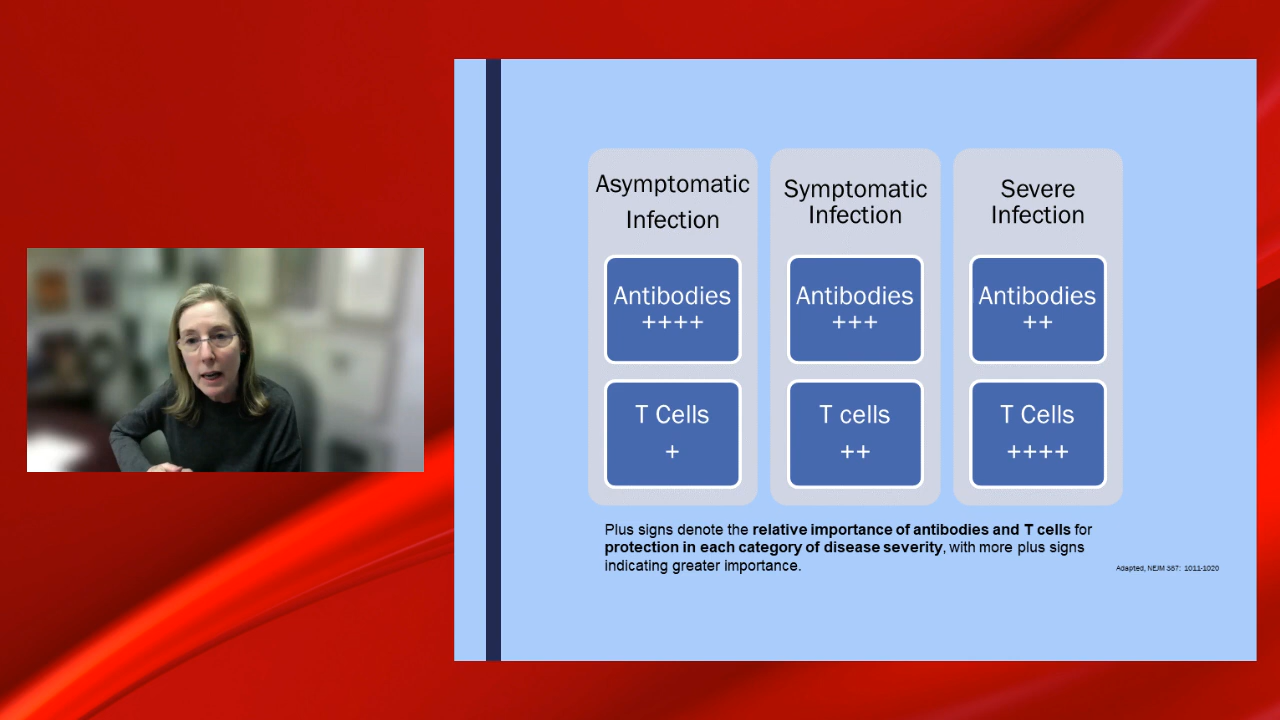 Asymptomatic
Infection
Antibodies
++++
T Cells
+
Symptomatic
Infection
Antibodies
+++
T cells
++
Severe
Infection
Antibodies
++
T Cells
++++
Plus signs denote the relative importance of antibodies and T cells for
protection in each category of disease severity, with more plus signs
indicating greater importance.
Adapted, NEJM 387: 1011-1020